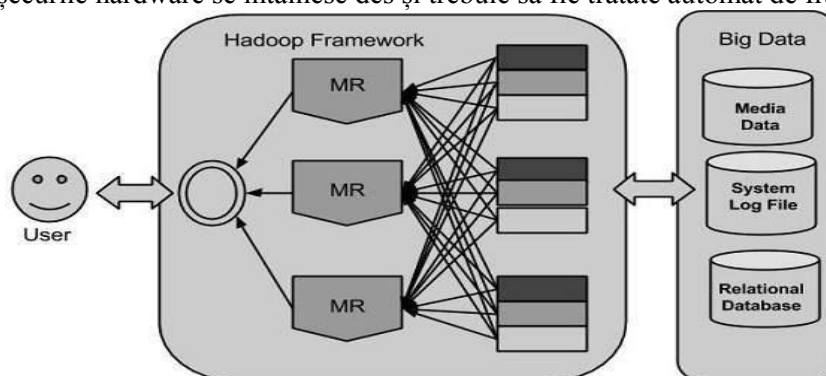 hardware se întâlnesc des și trebuie să fie tratate automat de
Hadoop Framework
Big Data
MR
MR
MR
User
Media
Data
System
Log File
Relational
Database